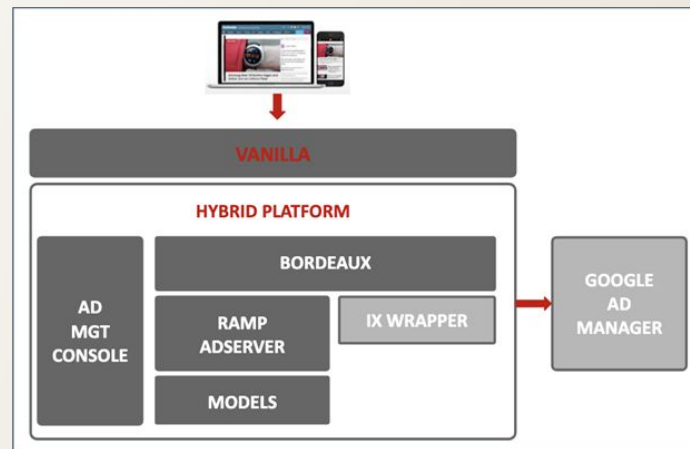 VANILLA
HYBRID PLATFORM
AD
MGT
CONSOLE
BORDEAUX
RAMP
ADSERVER
IX WRAPPER
MODELS
GOOGLE
AD
MANAGER